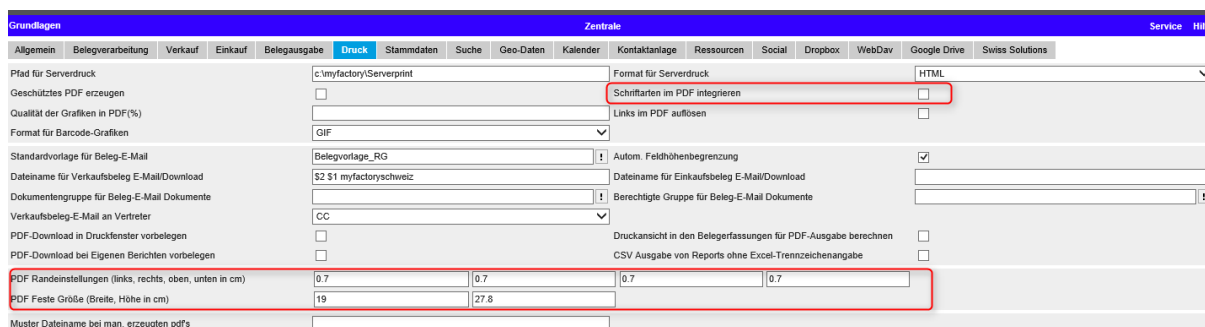 Grundlagen Zentrale Service
Allgemein Belegverarbeitung Verkauf Einkauf Belegausgabe Druck Stammdaten Suche Geo-Daten Kalender Kontaktanlage Ressourcen Social Dropbox WebDav Google Drive Swiss Solutions
Pfad für Serverdruck c:\myfactory\Serverprint Format für Serverdruck HTML
Geschütztes PDF erzeugen Schriftarten im PDF integrieren
Qualität der Grafiken in PDF(%) Links im PDF auflösen
Format für Barcode-Grafiken GIF
Standardvorlage für Beleg-E-Mail Belegvorlage_RG ! Autom. Feldhöhenbegrenzung
Dateiname für Verkaufsbeleg E-Mail/Download $2 $1 myfactoryschweiz Dateiname für Einkaufsbeleg E-Mail/Download
Dokumentengruppe für Beleg-E-Mail Dokumente ! Berechtigte Gruppe für Beleg-E-Mail Dokumente !
Verkaufsbeleg-E-Mail an Vertreter CC
PDF-Download in Druckfenster vorbelegen Druckansicht in den Belegerfassungen für PDF-Ausgabe berechnen
PDF-Download bei Eigenen Berichten vorbelegen CSV Ausgabe von Reports ohne Excel-Trennzeichenangabe
PDF Randeinstellungen (links, rechts, oben, unten in cm) 0.7 0.7 0.7 0.7
PDF Feste Größe (Breite, Höhe in cm) 19 27.8
Muster Dateiname bei man. erzeugten pdf's